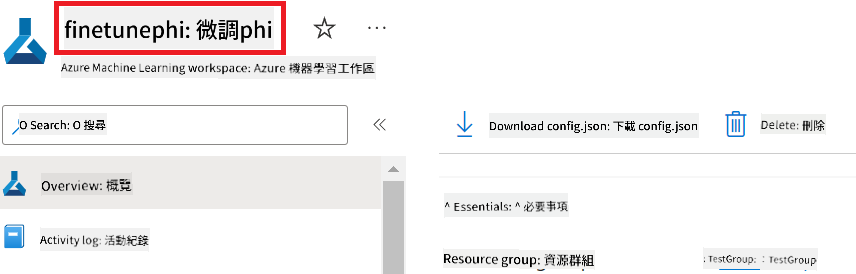 finetunephi: 微調phi
Azure Machine Learning workspace: Azure 機器學習工作區
O Search: O 搜尋
Download config.json: 下載 config.json
Delete: 刪除
Overview: 概覽
^ Essentials: ^ 必要事項
Activity log: 活動紀錄
Resource group: 資源群組
: TestGroup: : TestGroup